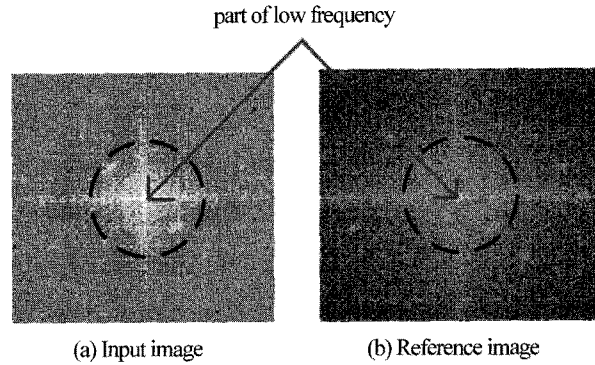 part of low frequency
(a) Input image
(b) Reference image